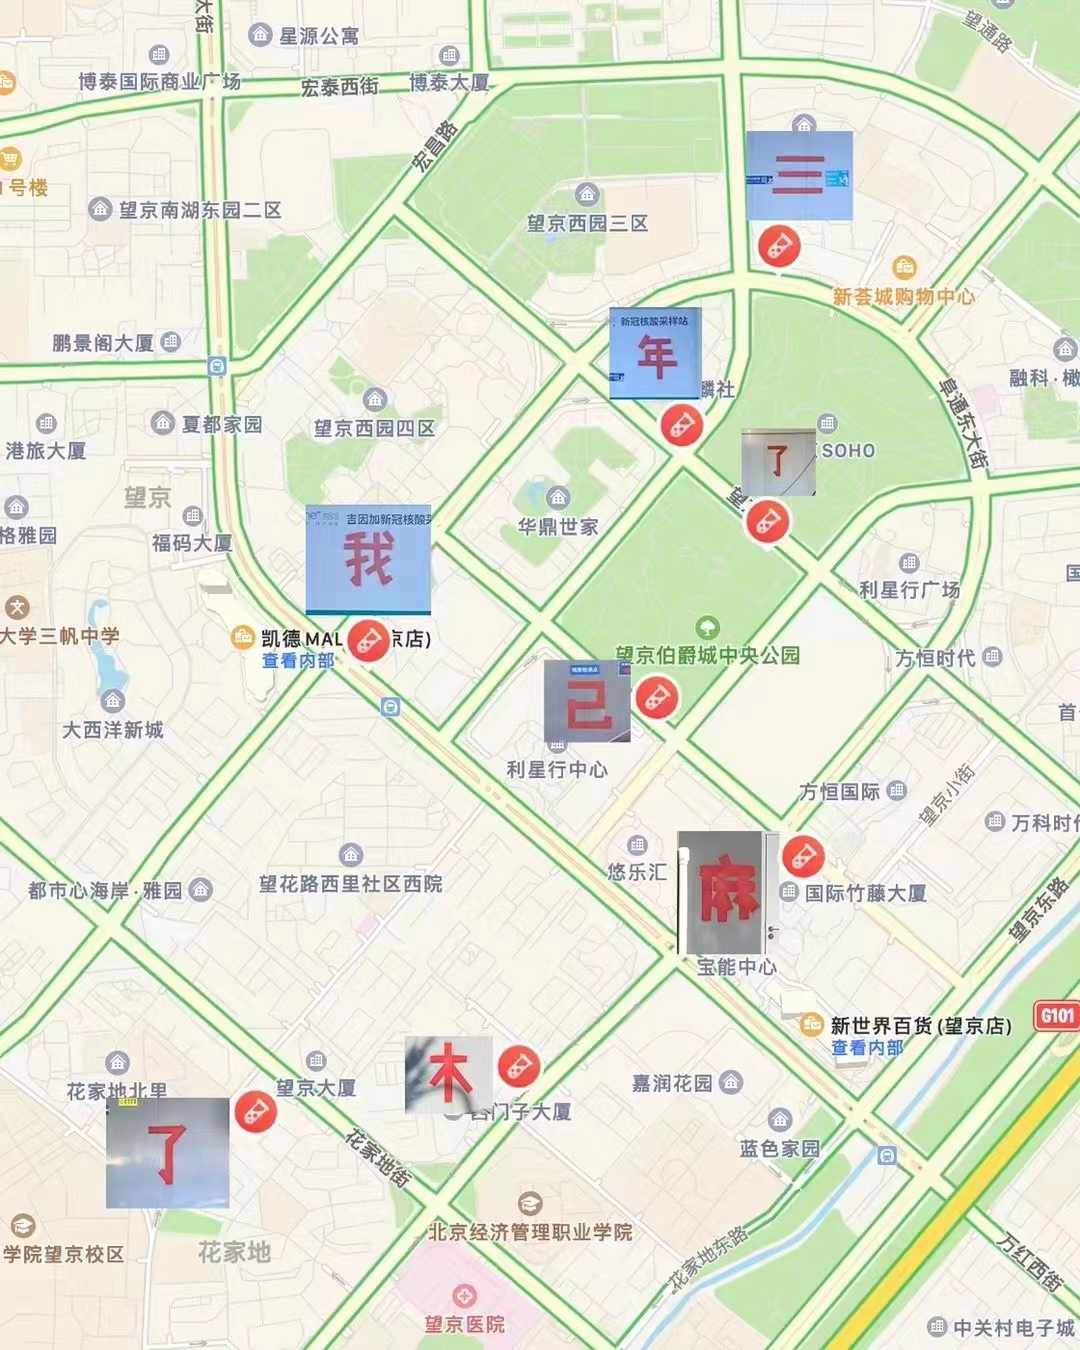 大街
星源公寓
望通路
博泰国际商业广场
宏泰西街
博泰大厦
宏昌路
三
号楼
望京南湖东园二区
望京西园三区
新荟城购物中心
新冠核酸采样站
年
鹏景阁大厦
麟社
融科·橄
阜通东大街
夏都家园
望京西园四区
港旅大厦
了
SOHO
望京
格雅园
吉因加新冠核酸采
我
华鼎世家
福码大厦
利星行广场
国
大学三帆中学
凯德MAL
京店)
查看内部
望京伯爵城中央公园
方恒时代
己
大西洋新城
首
利星行中心
方恒国际
望京小街
万科时代
悠乐汇
麻
都市心海岸·雅园
望花路西里社区西院
国际竹藤大厦
望京东路
宝能中心
新世界百货(望京店)
查看内部
G101
木
花家地北里
望京大厦
嘉润花园
西门子大厦
了
花家地街
蓝色家园
北京经济管理职业学院
学院望京校区
花家地
花家地东路
万红西街
望京医院
中关村电子城